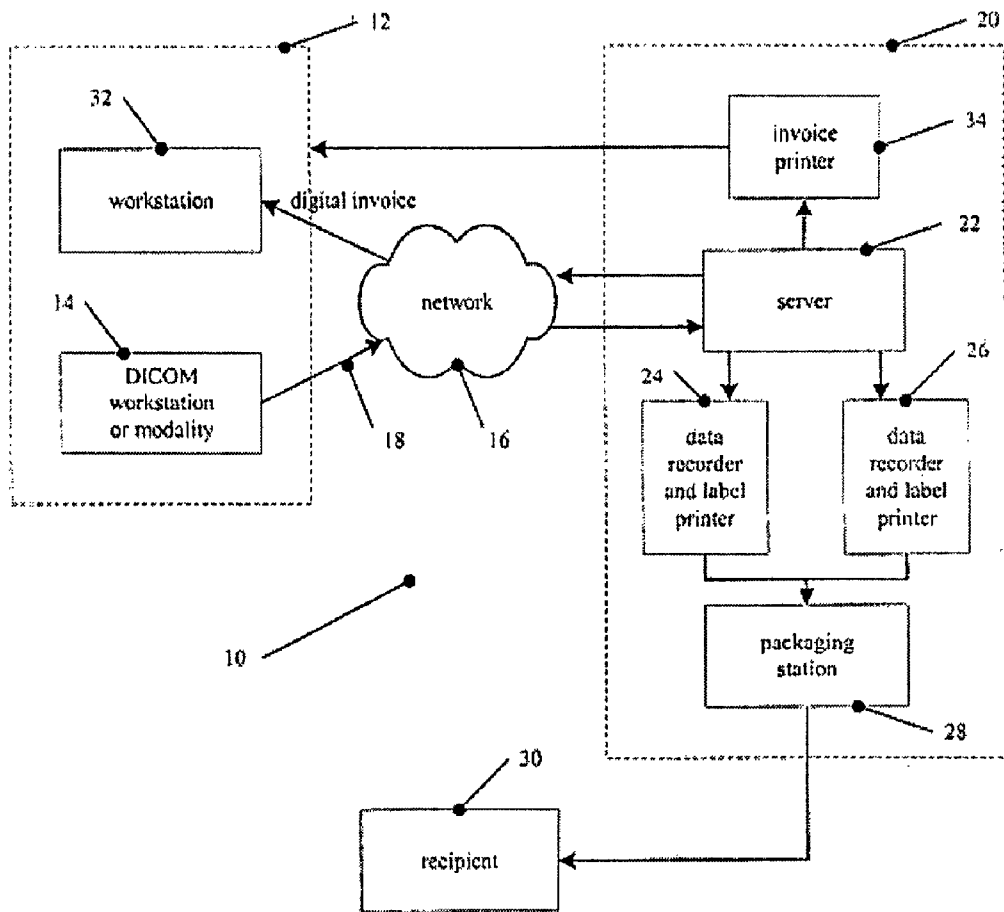 12
20
32
34
invoice
printer
workstation
digital invoice
22
network
server
14
DICOM
workstation
or modality
18
16
24
26
data
recorder
and label
printer
data
recorder
and label
printer
10
packaging
station
28
30
recipient